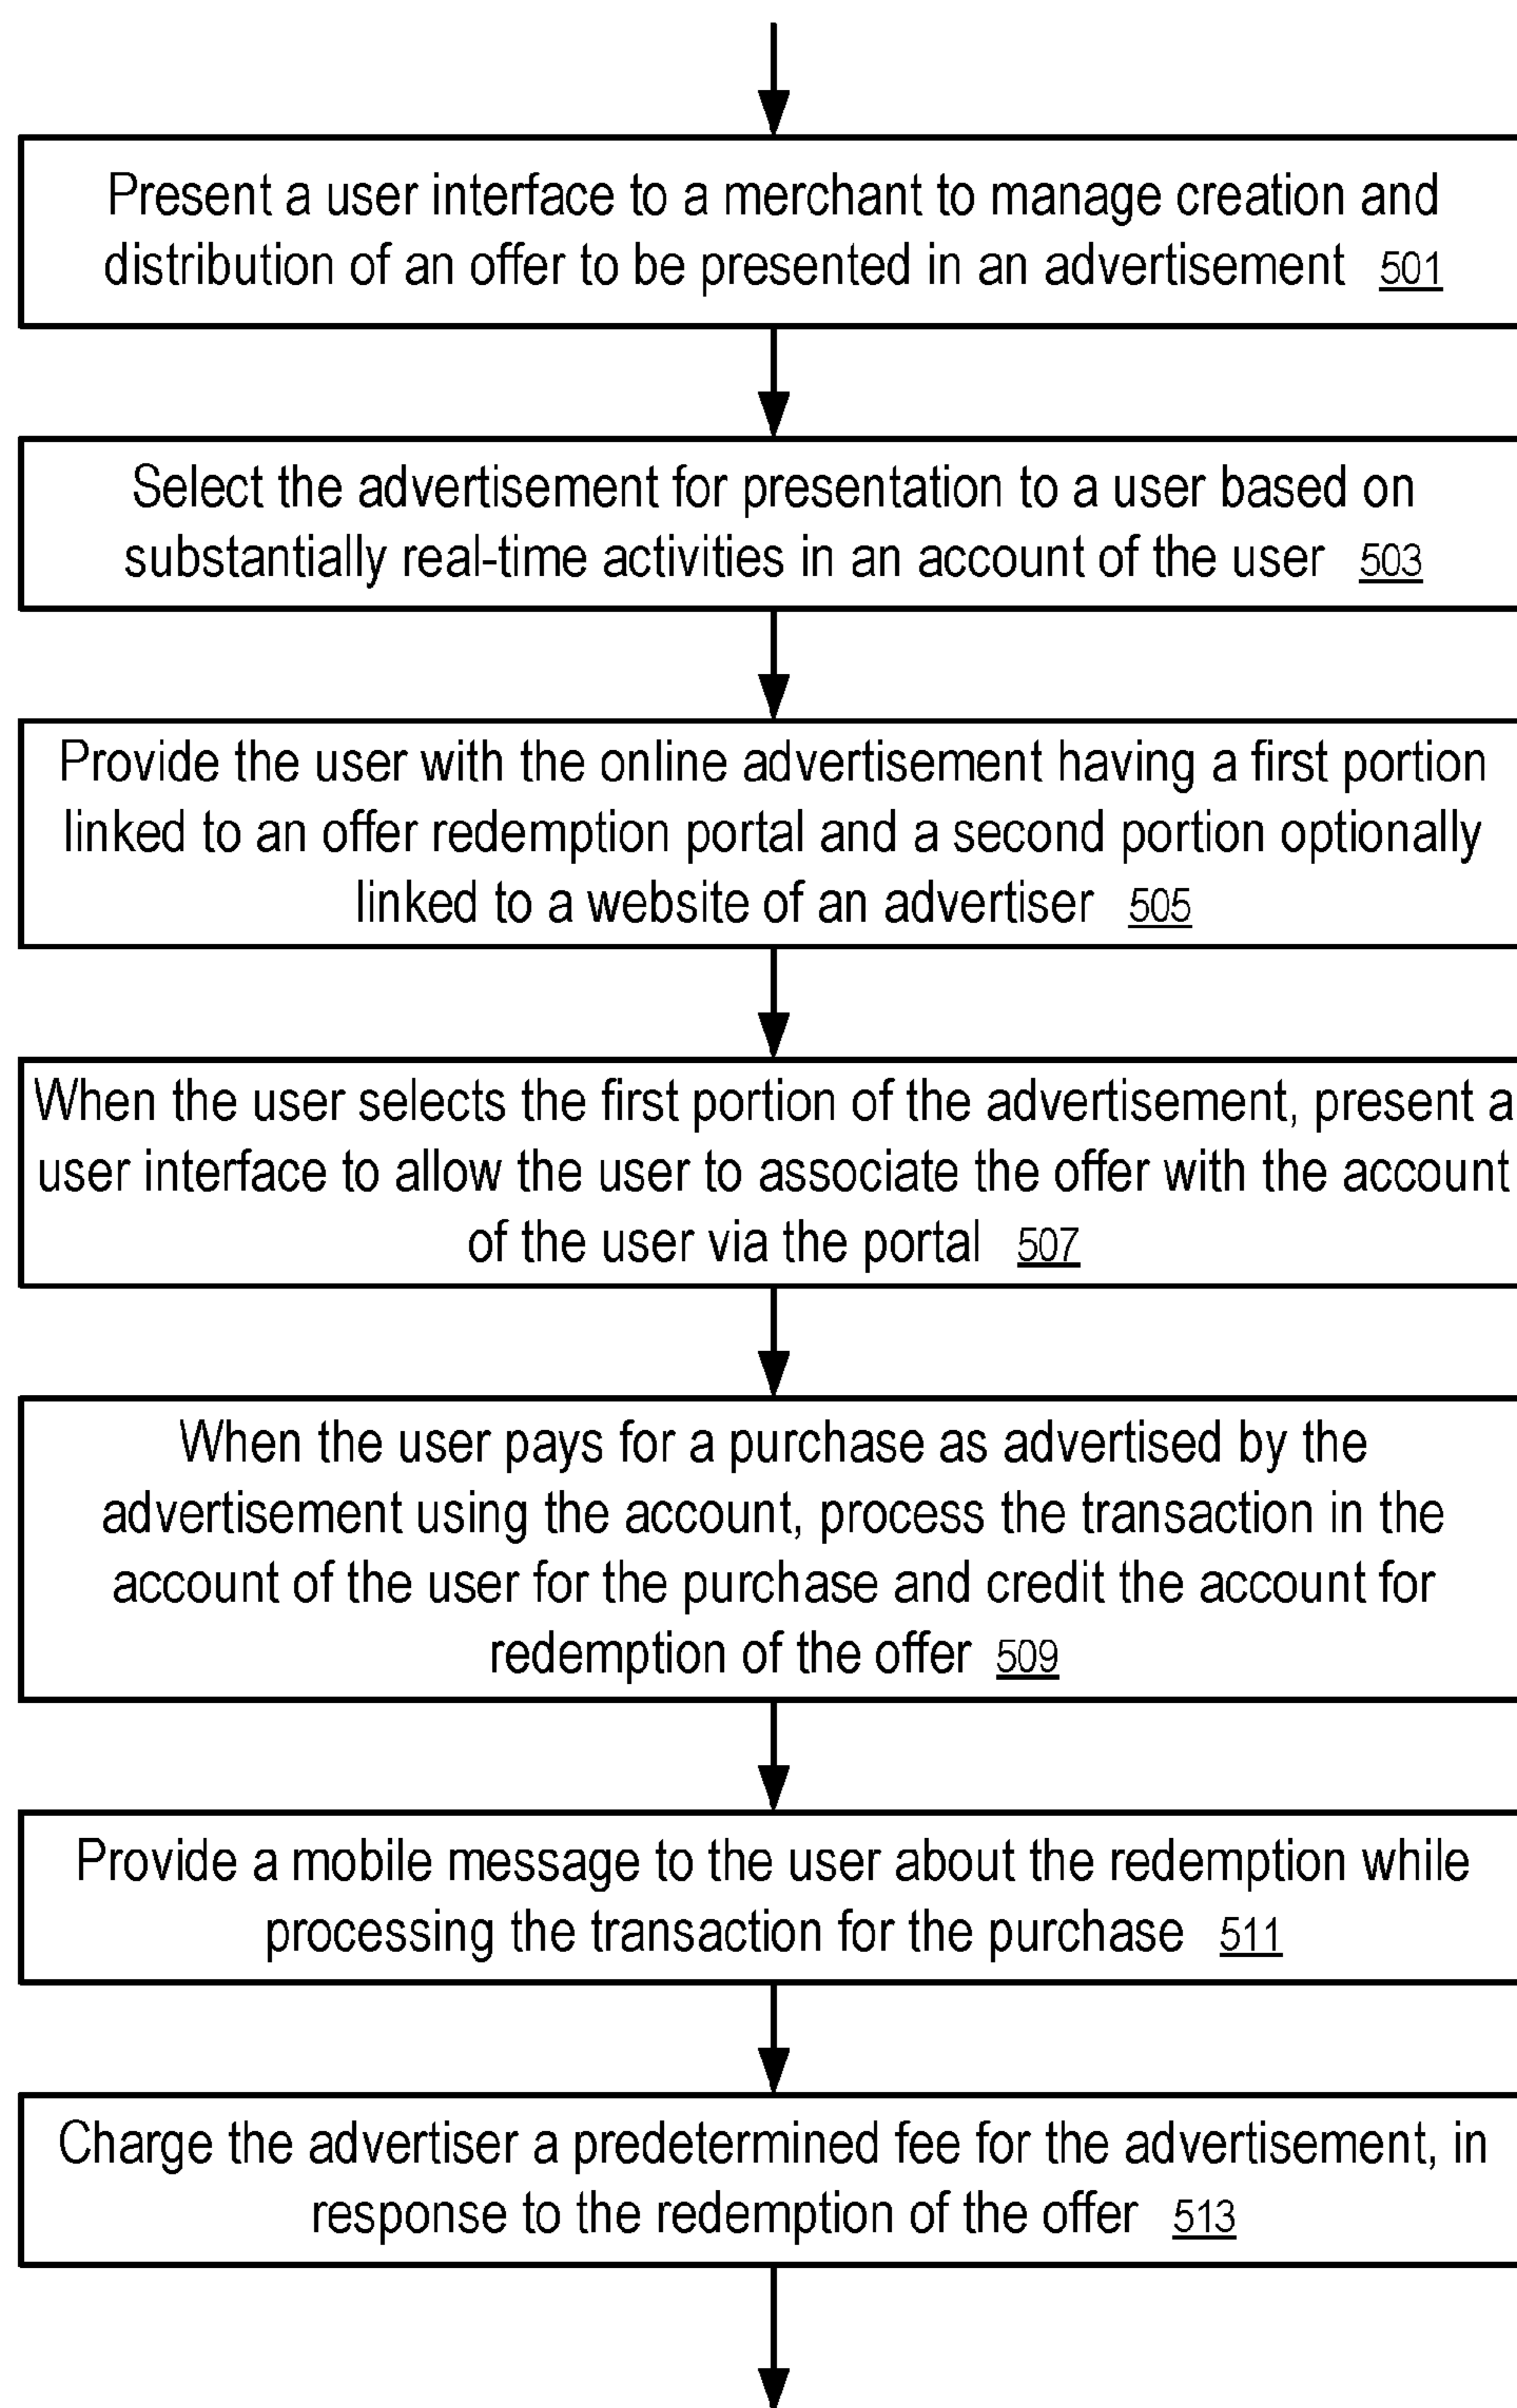 Present a user interface to a merchant to manage creation and
distribution of an offer to be presented in an advertisement 501
Select the advertisement for presentation to a user based on
substantially real-time activities in an account of the user 503
Provide the user with the online advertisement having a first portion
linked to an offer redemption portal and a second portion optionally
linked to a website of an advertiser 505
When the user selects the first portion of the advertisement, present a
user interface to allow the user to associate the offer with the account
of the user via the portal 507
When the user pays for a purchase as advertised by the
advertisement using the account, process the transaction in the
account of the user for the purchase and credit the account for
redemption of the offer 509
Provide a mobile message to the user about the redemption while
processing the transaction for the purchase 511
Charge the advertiser a predetermined fee for the advertisement, in
response to the redemption of the offer 513